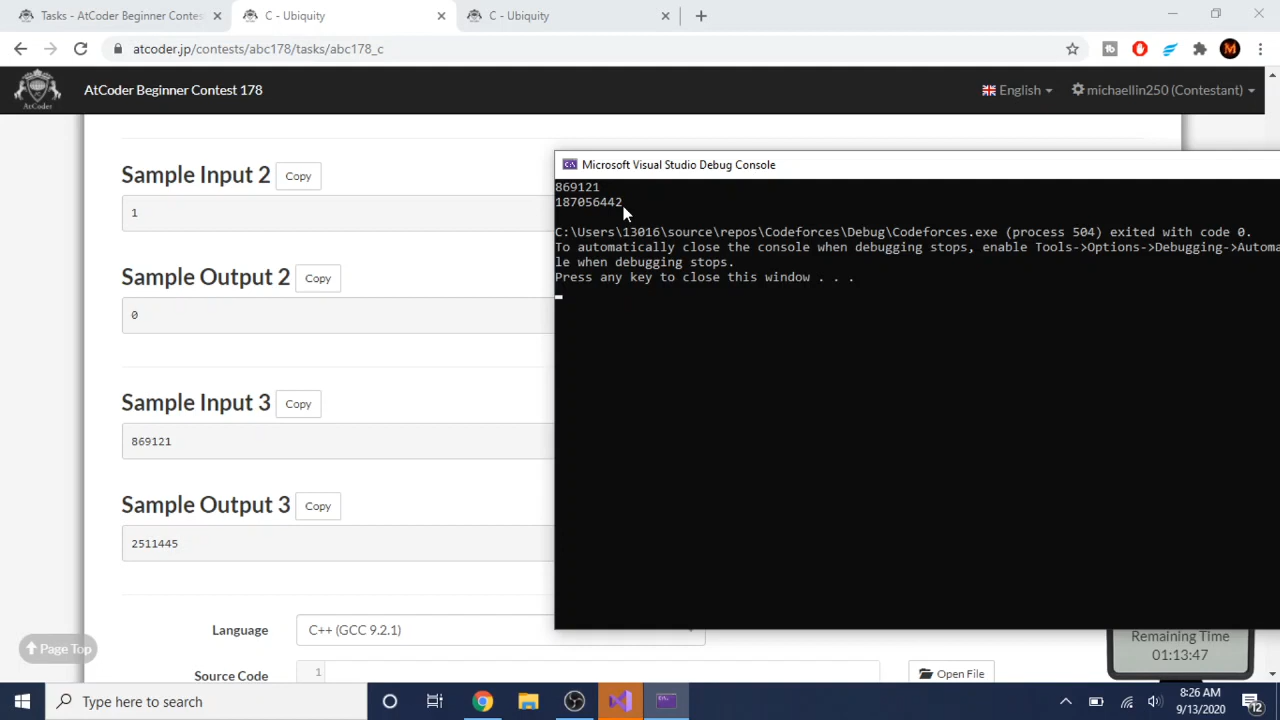 Tasks - AtCoder Beginner Contes
C - Ubiquity
C - Ubiquity
atcoder.jp/contests/abc178/tasks/abc178_c
AtCoder
AtCoder Beginner Contest 178
English
michaellin250 (Contestant)
Sample Input 2
Copy
1
Sample Output 2
Copy
0
Sample Input 3
Copy
869121
Sample Output 3
Copy
2511445
Language
C++ (GCC 9.2.1)
Source Code
1
Open File
Page Top
Remaining Time
01:13:47
Microsoft Visual Studio Debug Console
869121
187056442
C:\Users\13016\source\repos\Codeforces\Debug\Codeforces.exe (process 504) exited with code 0.
To automatically close the console when debugging stops, enable Tools->Options->Debugging->Automa
le when debugging stops.
Press any key to close this window . . .
Type here to search
8:26 AM
9/13/2020
12